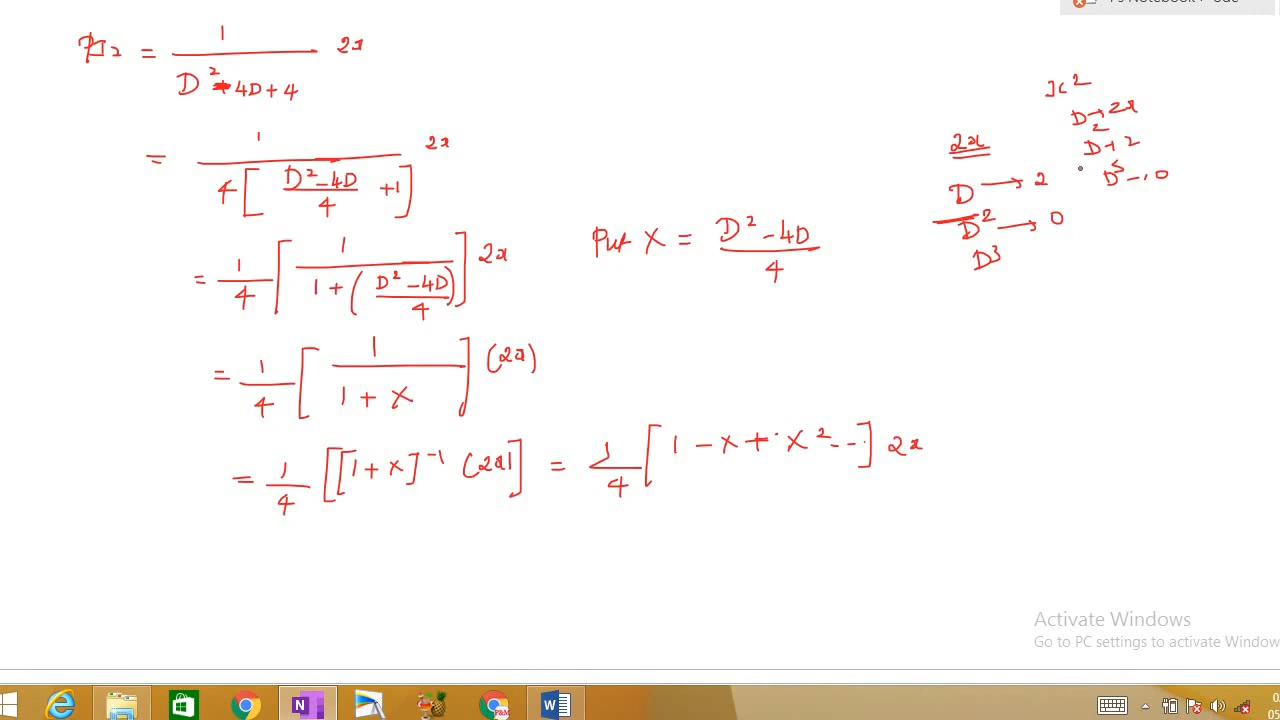 PI₂ = 1/(D² - 4D + 4) 2x
= 1/(4[(D² - 4D)/4 + 1]) 2x
= 1/4 [1/(1 + ((D² - 4D)/4))] 2x
Put X = (D² - 4D)/4
= 1/4 [1/(1 + X)] (2x)
= 1/4 [[1 + X]⁻¹ (2x)] = 1/4 [1 - X + X² - - ·] 2x
2x
D → 2
D² → 0
D³
x²
D → 2x
D² → 2
D³ → 0
Activate Windows
Go to PC settings to activate Window
N
W